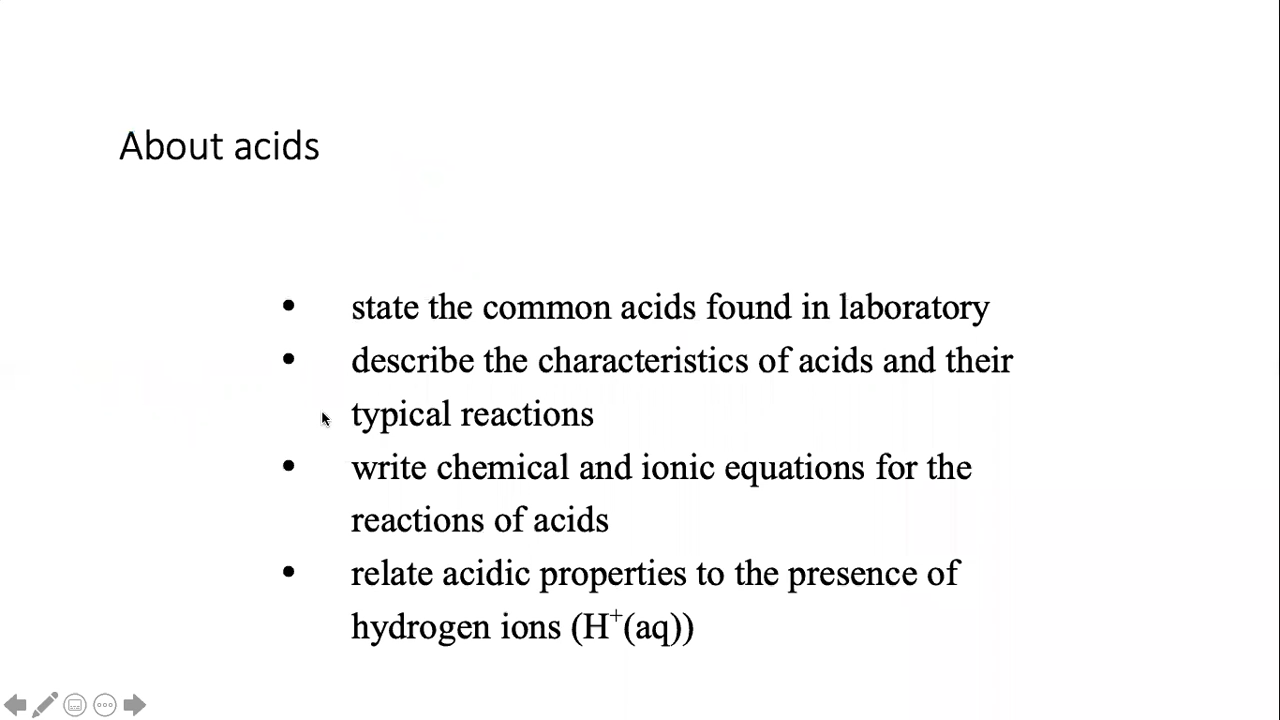 About acids
• state the common acids found in laboratory
• describe the characteristics of acids and their
typical reactions
• write chemical and ionic equations for the
reactions of acids
• relate acidic properties to the presence of
hydrogen ions (H⁺(aq))